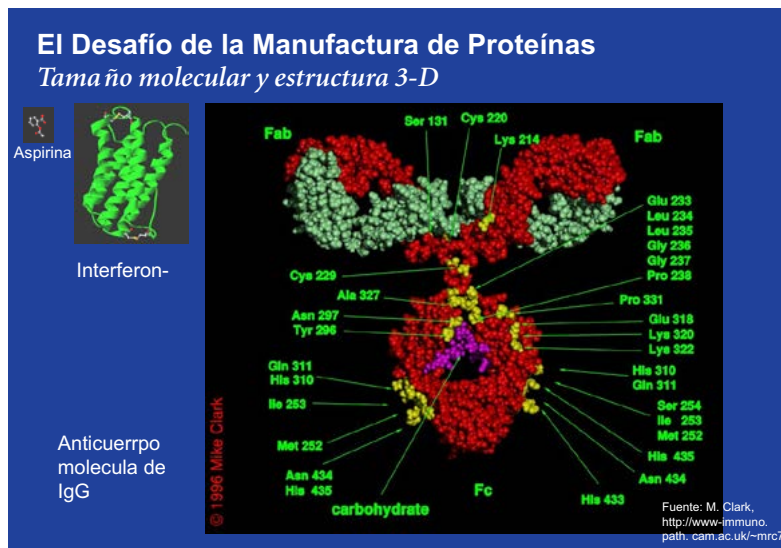 El Desafío de la Manufactura de Proteínas
Tamaño molecular y estructura 3-D
Aspirina
Interferon-
Anticuerrpo
molecula de
IgG
Fab
Ser 131
Cys 220
Lys 214
Fab
Glu 233
Leu 234
Leu 235
Gly 236
Gly 237
Pro 238
Cys 229
Ala 327
Pro 331
Asn 297
Glu 318
Tyr 296
Lys 320
Lys 322
Gln 311
His 310
His 310
Gln 311
Ile 253
Ser 254
Ile 253
Met 252
Met 252
His 435
Asn 434
Asn 434
His 435
His 433
carbohydrate
Fc
© 1996 Mike Clark
Fuente: M. Clark,
http://www-immuno.
path. cam.ac.uk/~mrc7